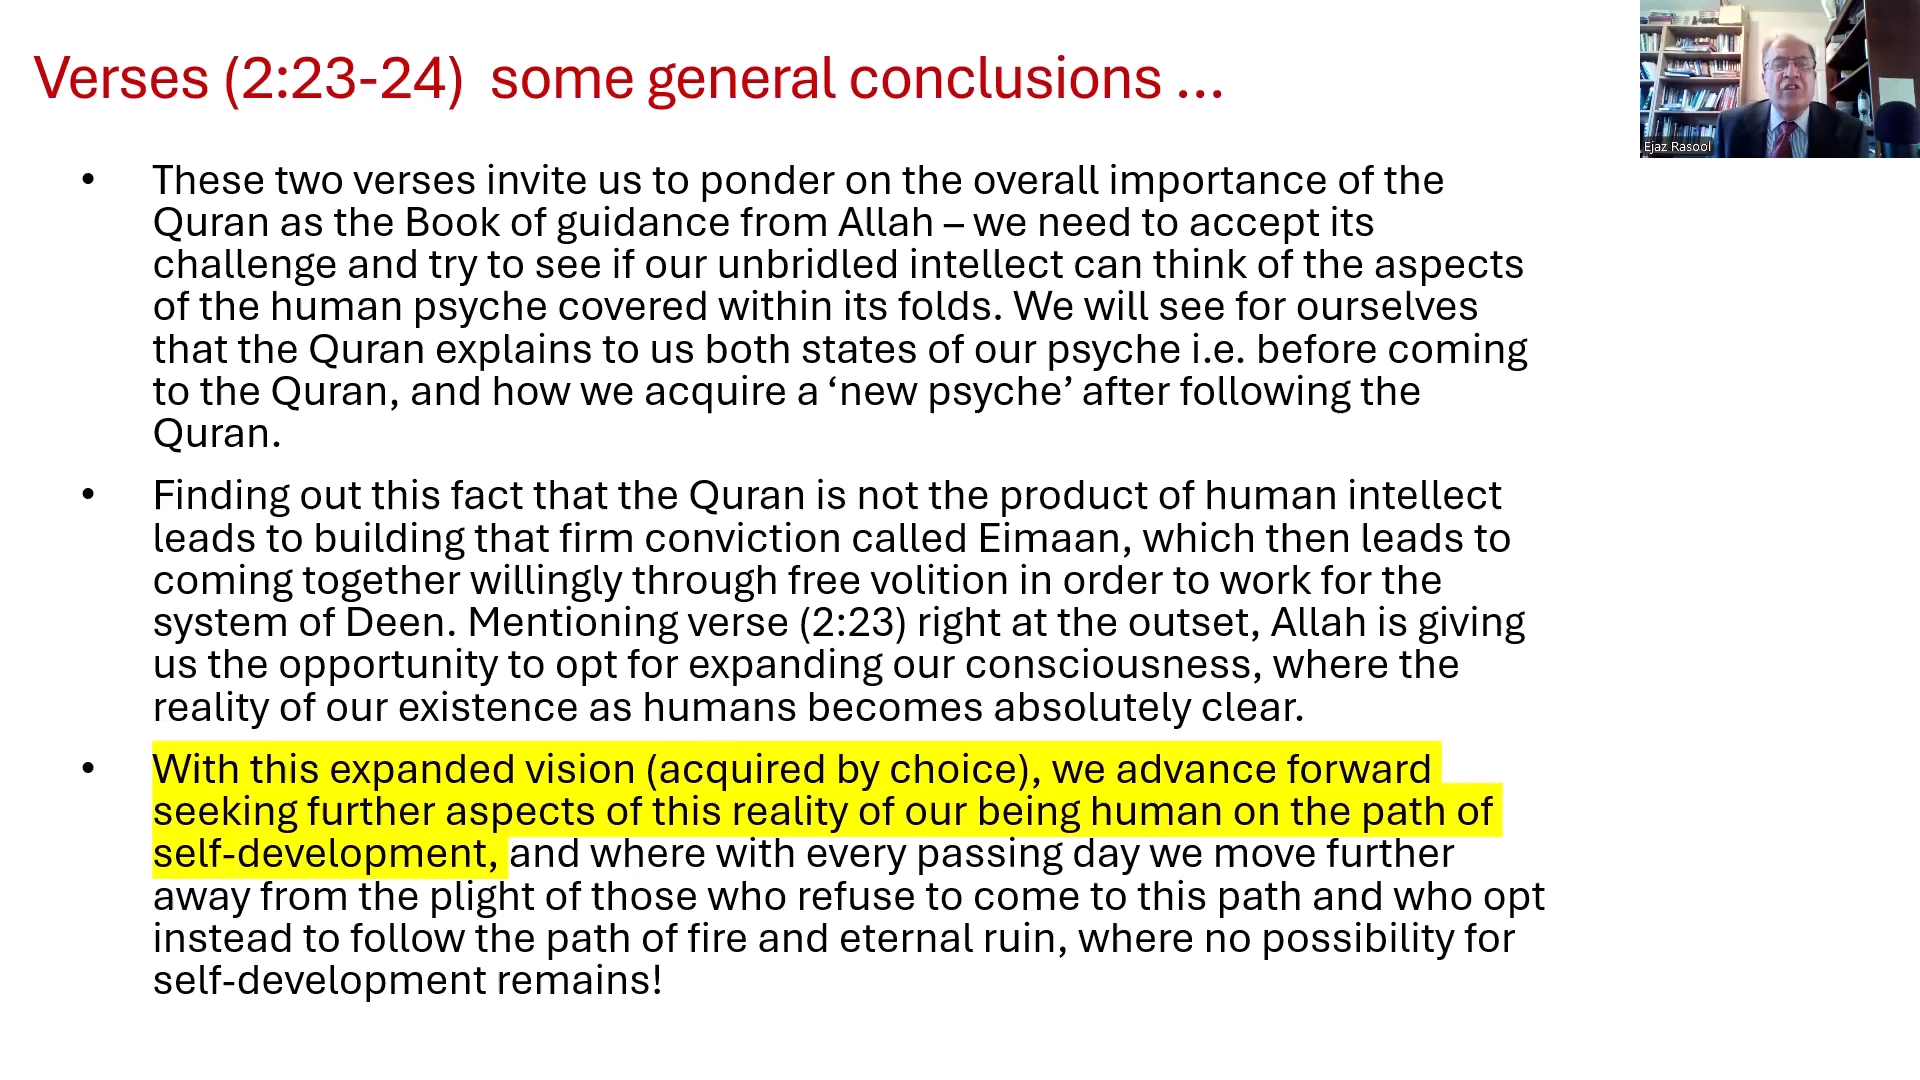 Verses (2:23-24)  some general conclusions ...
Ejaz Rasool
• These two verses invite us to ponder on the overall importance of the
Quran as the Book of guidance from Allah – we need to accept its
challenge and try to see if our unbridled intellect can think of the aspects
of the human psyche covered within its folds. We will see for ourselves
that the Quran explains to us both states of our psyche i.e. before coming
to the Quran, and how we acquire a ‘new psyche’ after following the
Quran.
• Finding out this fact that the Quran is not the product of human intellect
leads to building that firm conviction called Eimaan, which then leads to
coming together willingly through free volition in order to work for the
system of Deen. Mentioning verse (2:23) right at the outset, Allah is giving
us the opportunity to opt for expanding our consciousness, where the
reality of our existence as humans becomes absolutely clear.
• With this expanded vision (acquired by choice), we advance forward
seeking further aspects of this reality of our being human on the path of
self-development, and where with every passing day we move further
away from the plight of those who refuse to come to this path and who opt
instead to follow the path of fire and eternal ruin, where no possibility for
self-development remains!